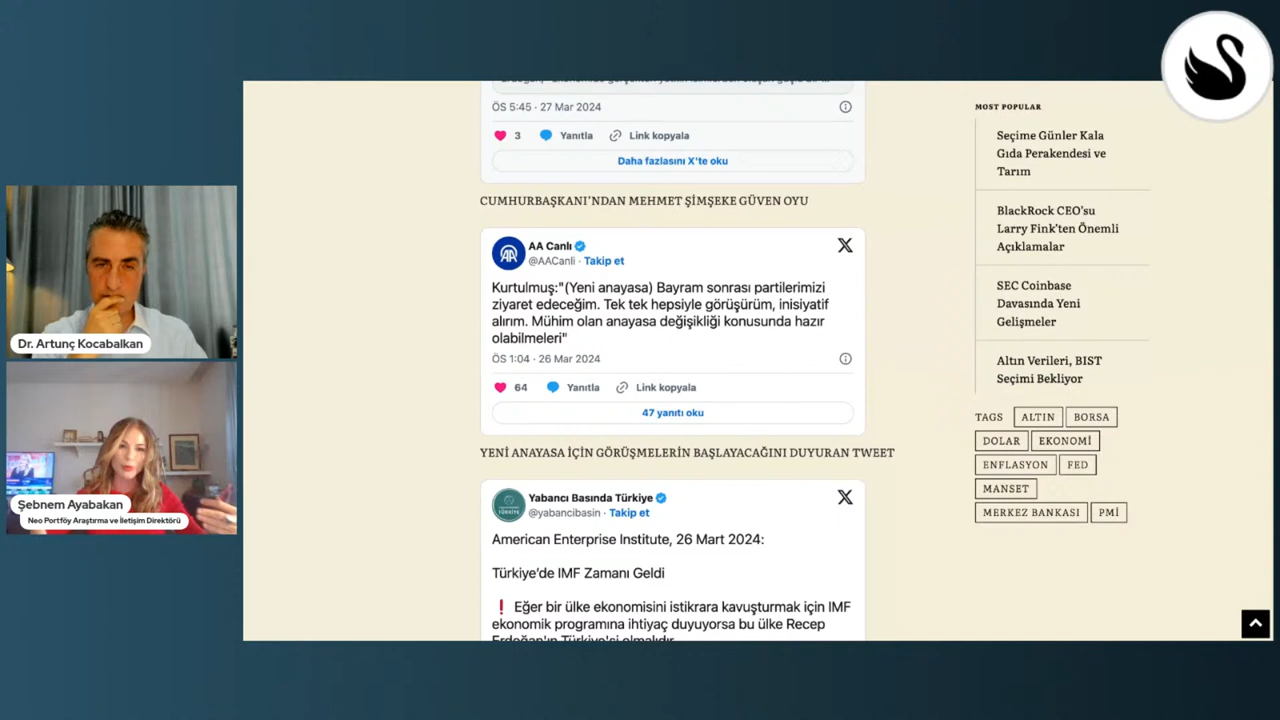 Dr. Artunç Kocabalkan
Şebnem Ayabakan
Neo Portföy Araştırma ve İletişim Direktörü
ÖS 5:45 · 27 Mar 2024
3 Yanıtla Link kopyala
Daha fazlasını X'te oku
CUMHURBAŞKANI'NDAN MEHMET ŞİMŞEKE GÜVEN OYU
AA Canlı
@AACanli · Takip et
Kurtulmuş:"(Yeni anayasa) Bayram sonrası partilerimizi
ziyaret edeceğim. Tek tek hepsiyle görüşürüm, inisiyatif
alırım. Mühim olan anayasa değişikliği konusunda hazır
olabilmeleri"
ÖS 1:04 · 26 Mar 2024
64 Yanıtla Link kopyala
47 yanıtı oku
YENİ ANAYASA İÇİN GÖRÜŞMELERİN BAŞLAYACAĞINI DUYURAN TWEET
Yabancı Basında Türkiye
@yabancibasin · Takip et
American Enterprise Institute, 26 Mart 2024:
Türkiye'de IMF Zamanı Geldi
❗ Eğer bir ülke ekonomisini istikrara kavuşturmak için IMF
ekonomik programına ihtiyaç duyuyorsa bu ülke Recep
Erdoğan'ın Türkiye'si olmalıdır
MOST POPULAR
Seçime Günler Kala
Gıda Perakendesi ve
Tarım
BlackRock CEO'su
Larry Fink'ten Önemli
Açıklamalar
SEC Coinbase
Davasında Yeni
Gelişmeler
Altın Verileri, BIST
Seçimi Bekliyor
TAGS ALTIN BORSA
DOLAR EKONOMİ
ENFLASYON FED
MANSET
MERKEZ BANKASI PMİ